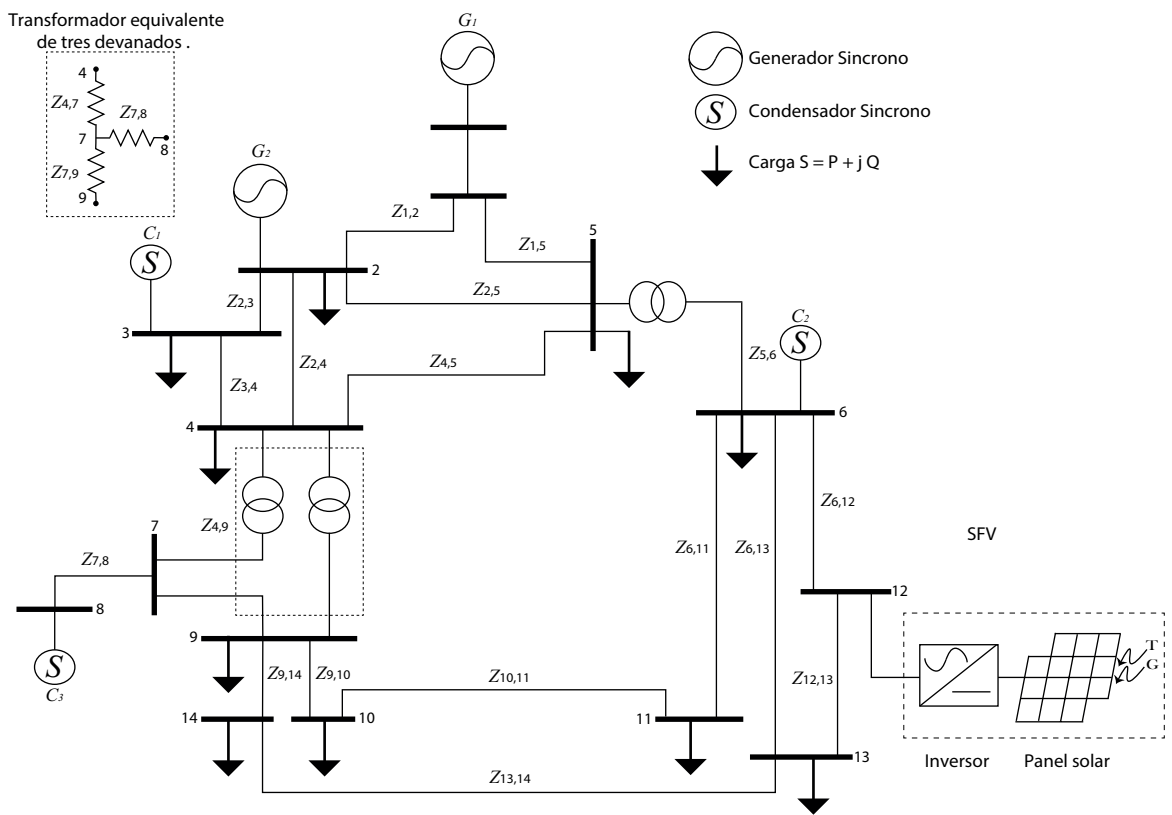 Transformador equivalente
de tres devanados .
4
Z4,7
Z7,8
7
8
Z7,9
9
G1
Generador Sincrono
S
Condensador Sincrono
Carga S = P + j Q
G2
Z1,2
C1
S
Z1,5
5
2
Z2,3
Z2,5
3
C2
S
Z2,4
Z4,5
Z5,6
Z3,4
4
6
Z4,9
Z6,12
7
Z7,8
Z6,11
Z6,13
SFV
8
12
9
S
C3
Z9,14
Z9,10
Z10,11
Z12,13
T
G
14
10
11
13
Inversor
Panel solar
Z13,14